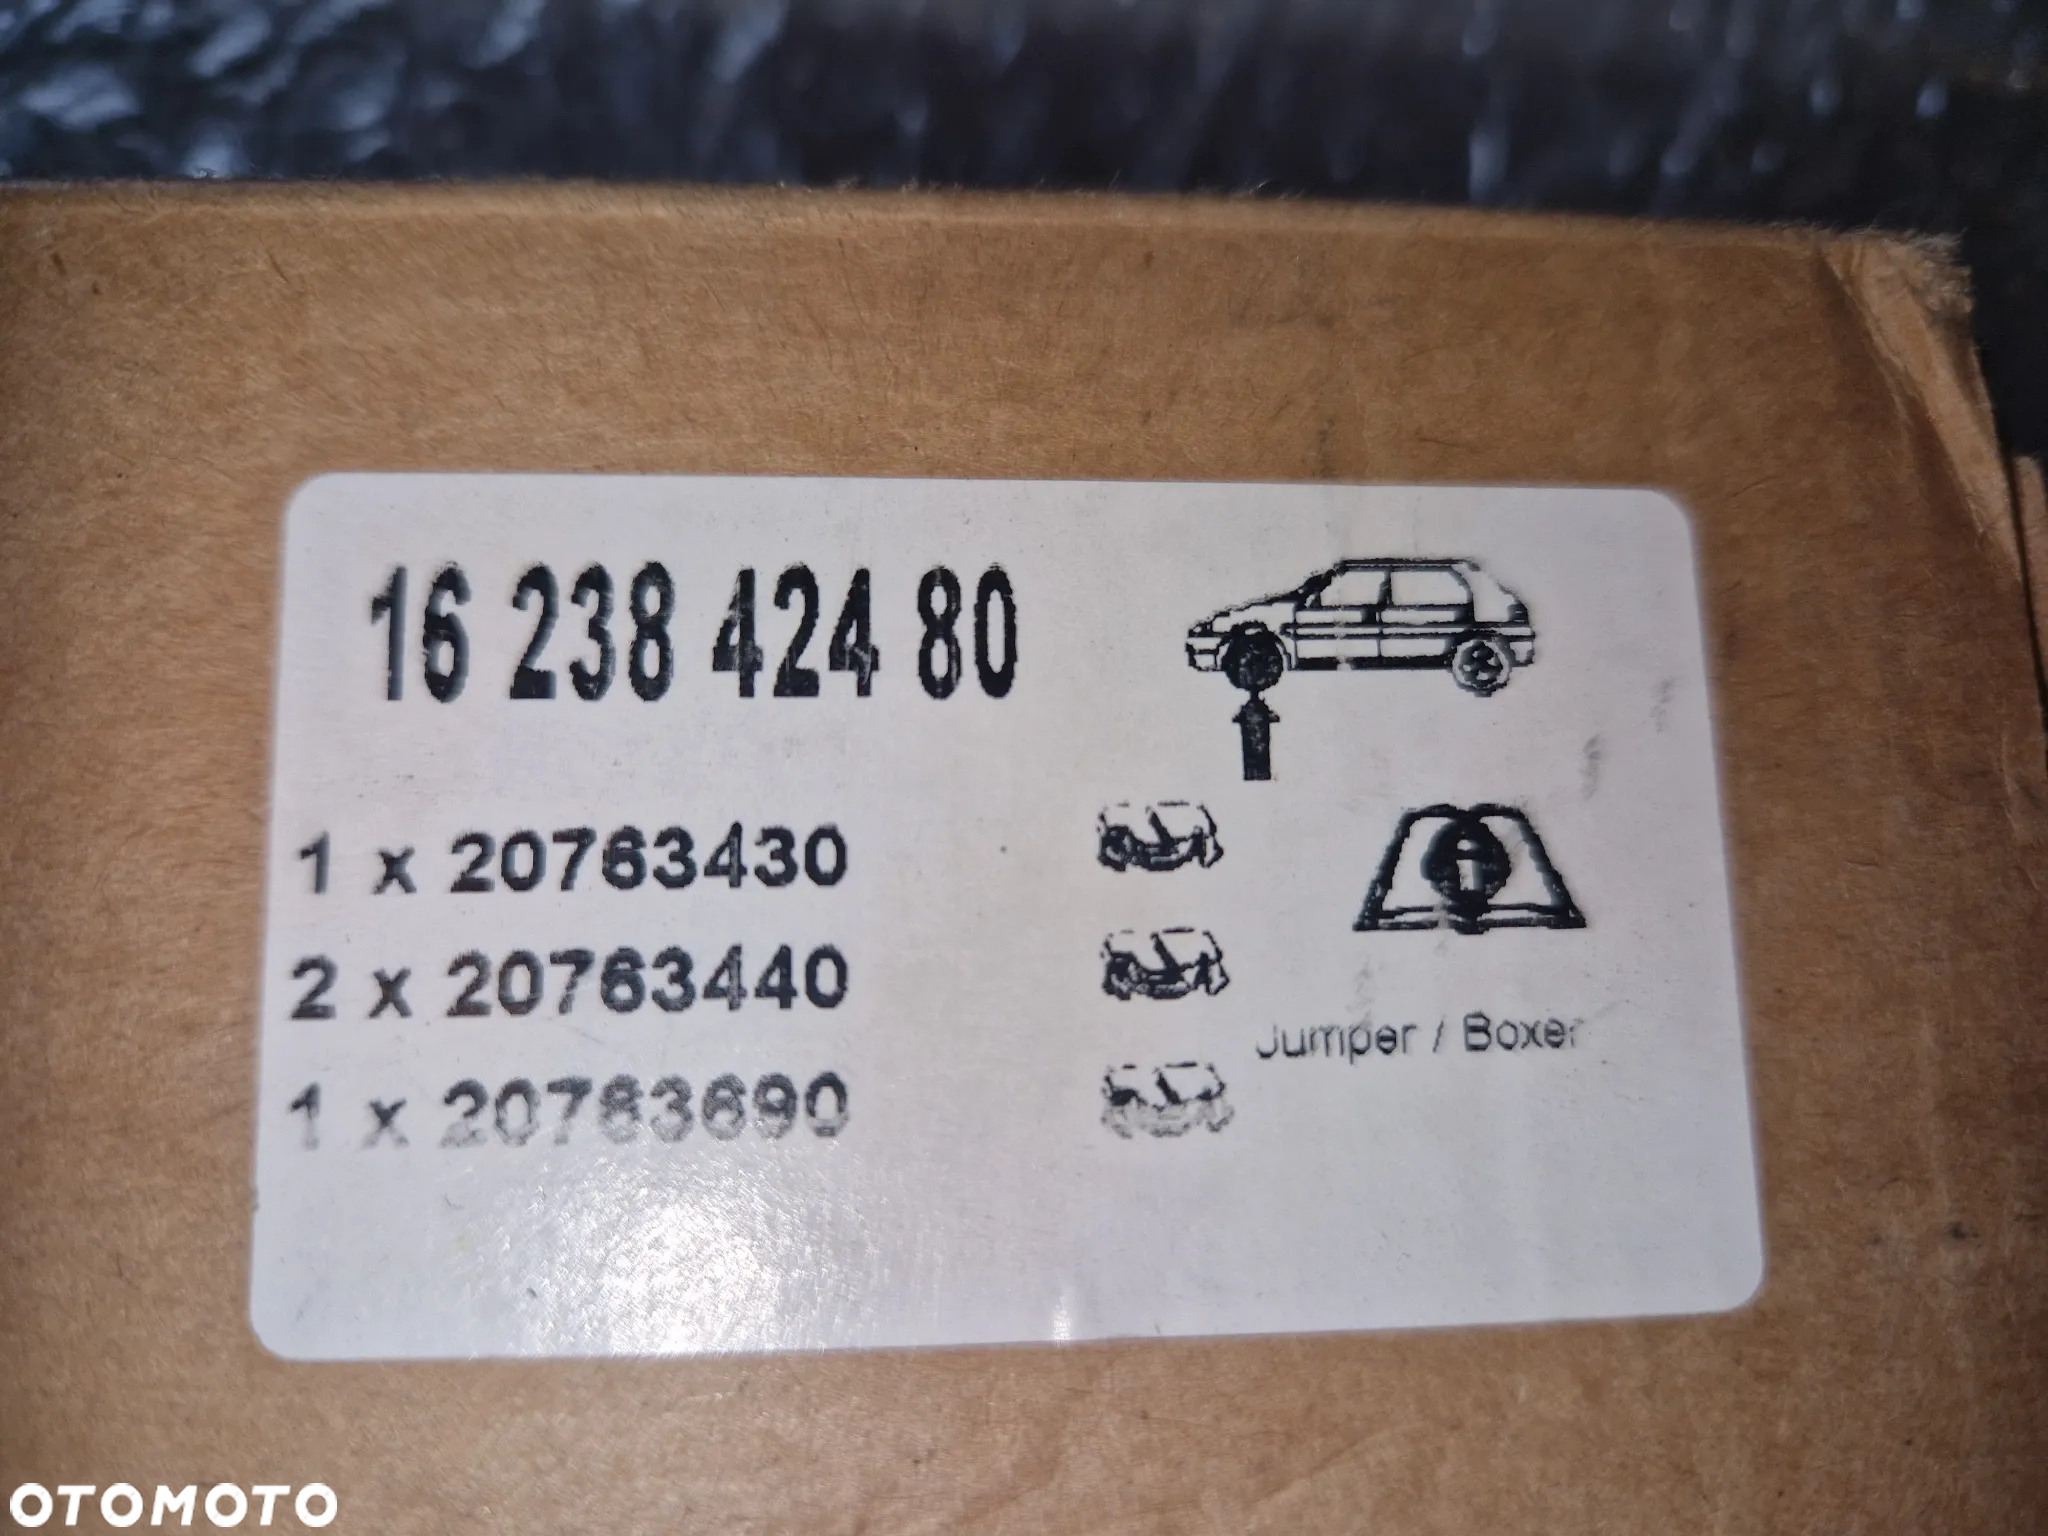 16 238 424 80
1 x 20763430
2 x 20763440
1 x 20763690
Jumper / Boxer
OTOMOTO